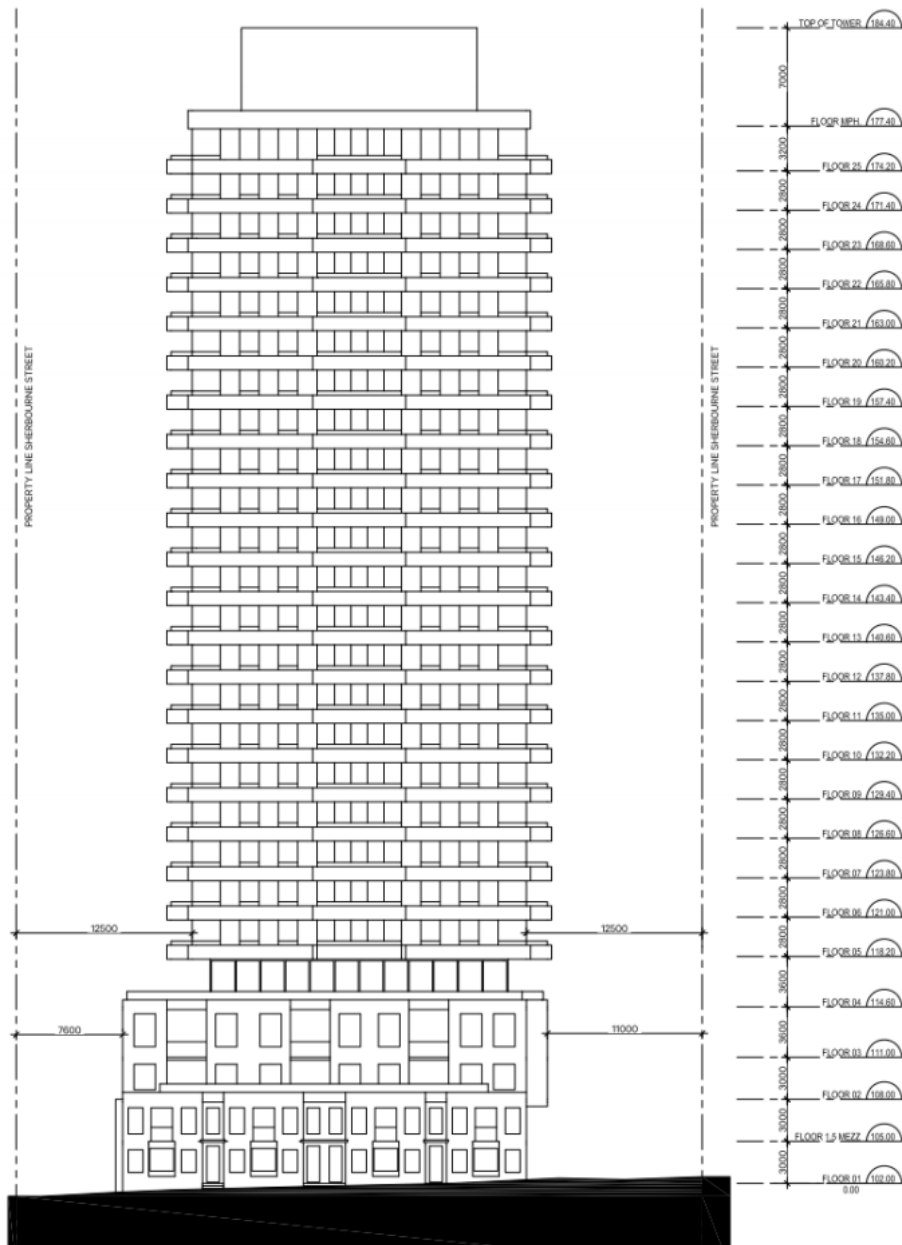 TOP OF TOWER 184.40
7000
FLOOR MPH. 177.40
3200
FLOOR 25 174.20
2800
FLOOR 24 171.40
2800
FLOOR 23 168.60
2800
FLOOR 22 165.80
2800
FLOOR 21 163.00
2800
FLOOR 20 160.20
2800
FLOOR 19 157.40
2800
FLOOR 18 154.60
2800
FLOOR 17 151.80
2800
FLOOR 16 149.00
2800
FLOOR 15 146.20
2800
FLOOR 14 143.40
2800
FLOOR 13 140.60
2800
FLOOR 12 137.80
2800
FLOOR 11 135.00
2800
FLOOR 10 132.20
2800
FLOOR 09 129.40
2800
FLOOR 08 126.60
2800
FLOOR 07 123.80
2800
FLOOR 06 121.00
2800
FLOOR 05 118.20
3600
FLOOR 04 114.60
3600
FLOOR 03 111.00
3000
FLOOR 02 108.00
3000
FLOOR 1.5 MEZZ 105.00
3000
FLOOR 01 102.00
0.00
PROPERTY LINE SHERBOURNE STREET
PROPERTY LINE SHERBOURNE STREET
12500
12500
7600
11000